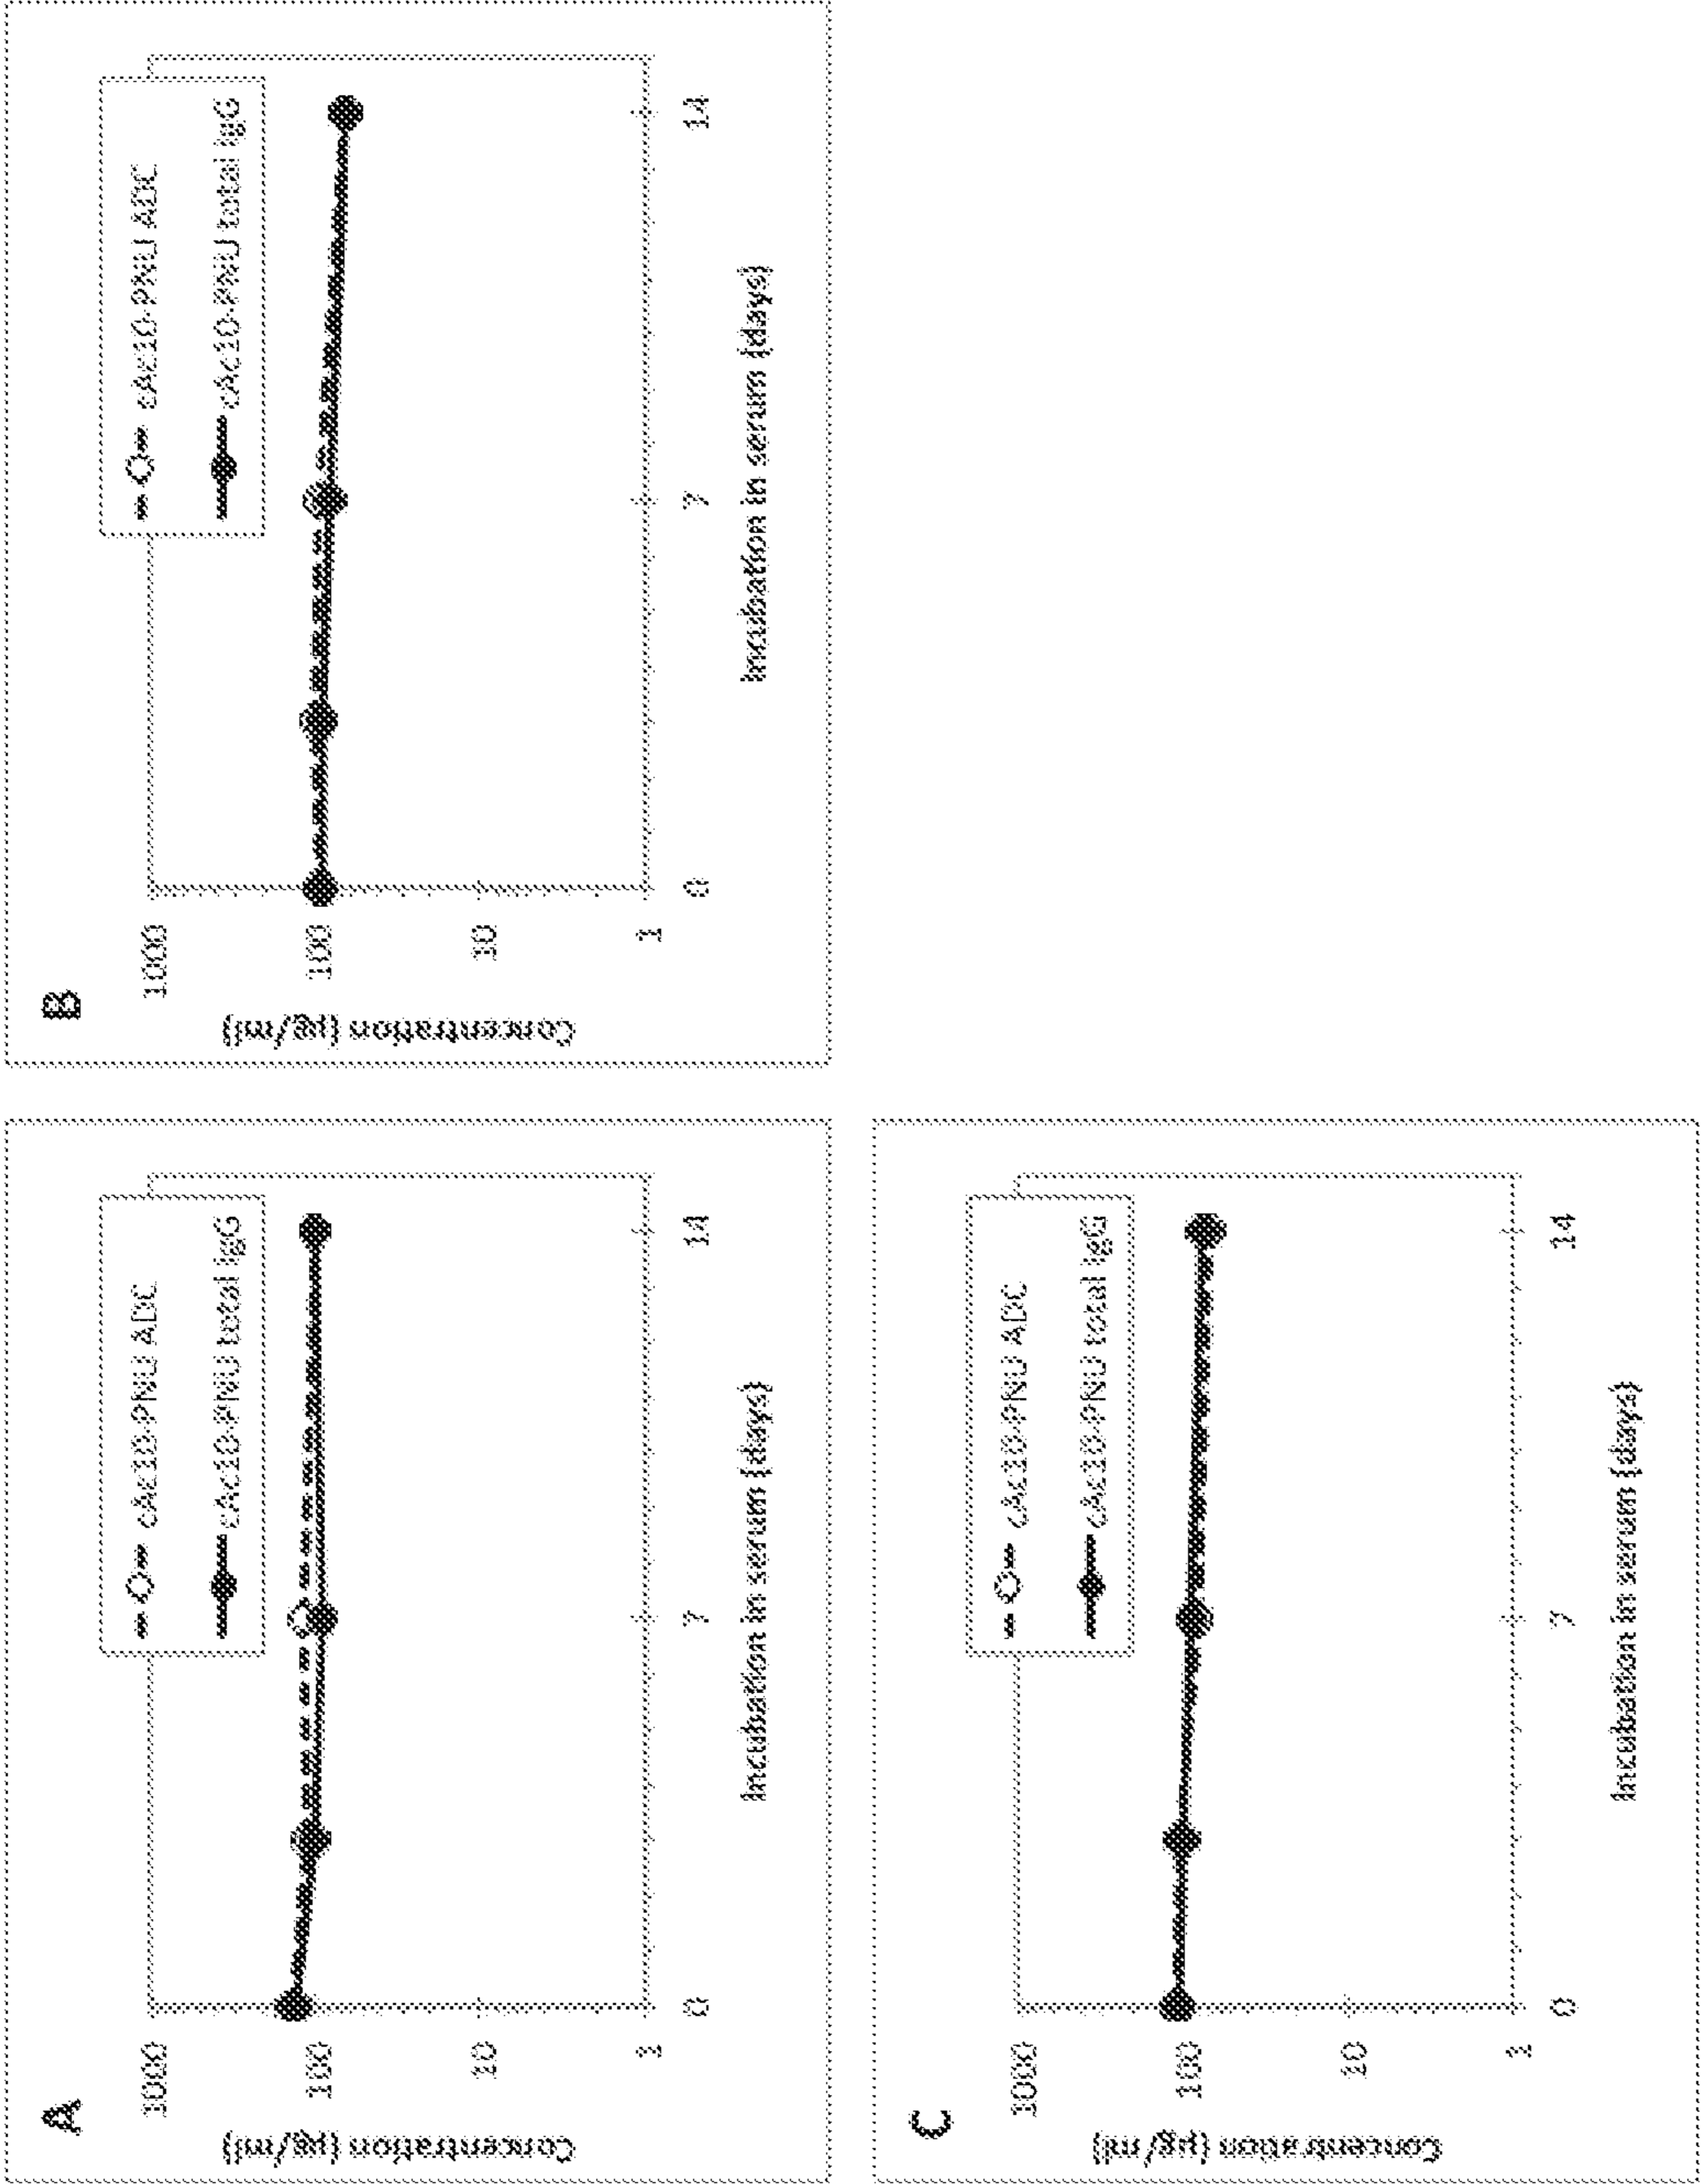 A
Concentration (µg/ml)
1000
100
10
1
0
7
14
Incubation in serum (days)
cAc10-PNU ADC
cAc10-PNU total IgG
B
Concentration (µg/ml)
1000
100
10
1
0
7
14
Incubation in serum (days)
cAc10-PNU ADC
cAc10-PNU total IgG
C
Concentration (µg/ml)
1000
100
10
1
0
7
14
Incubation in serum (days)
cAc10-PNU ADC
cAc10-PNU total IgG